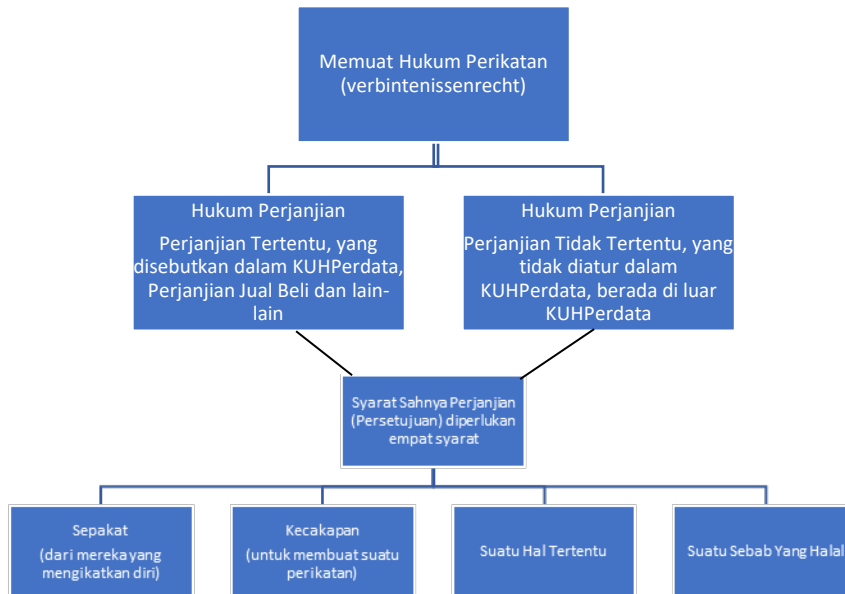 Memuat Hukum Perikatan
(verbintenissenrecht)
Hukum Perjanjian
Perjanjian Tertentu, yang
disebutkan dalam KUHPerdata,
Perjanjian Jual Beli dan lain-
lain
Hukum Perjanjian
Perjanjian Tidak Tertentu, yang
tidak diatur dalam
KUHPerdata, berada di luar
KUHPerdata
Syarat Sahnya Perjanjian
(Persetujuan) diperlukan
empat syarat
Sepakat
(dari mereka yang
mengikatkan diri)
Kecakapan
(untuk membuat suatu
perikatan)
Suatu Hal Tertentu
Suatu Sebab Yang Halal